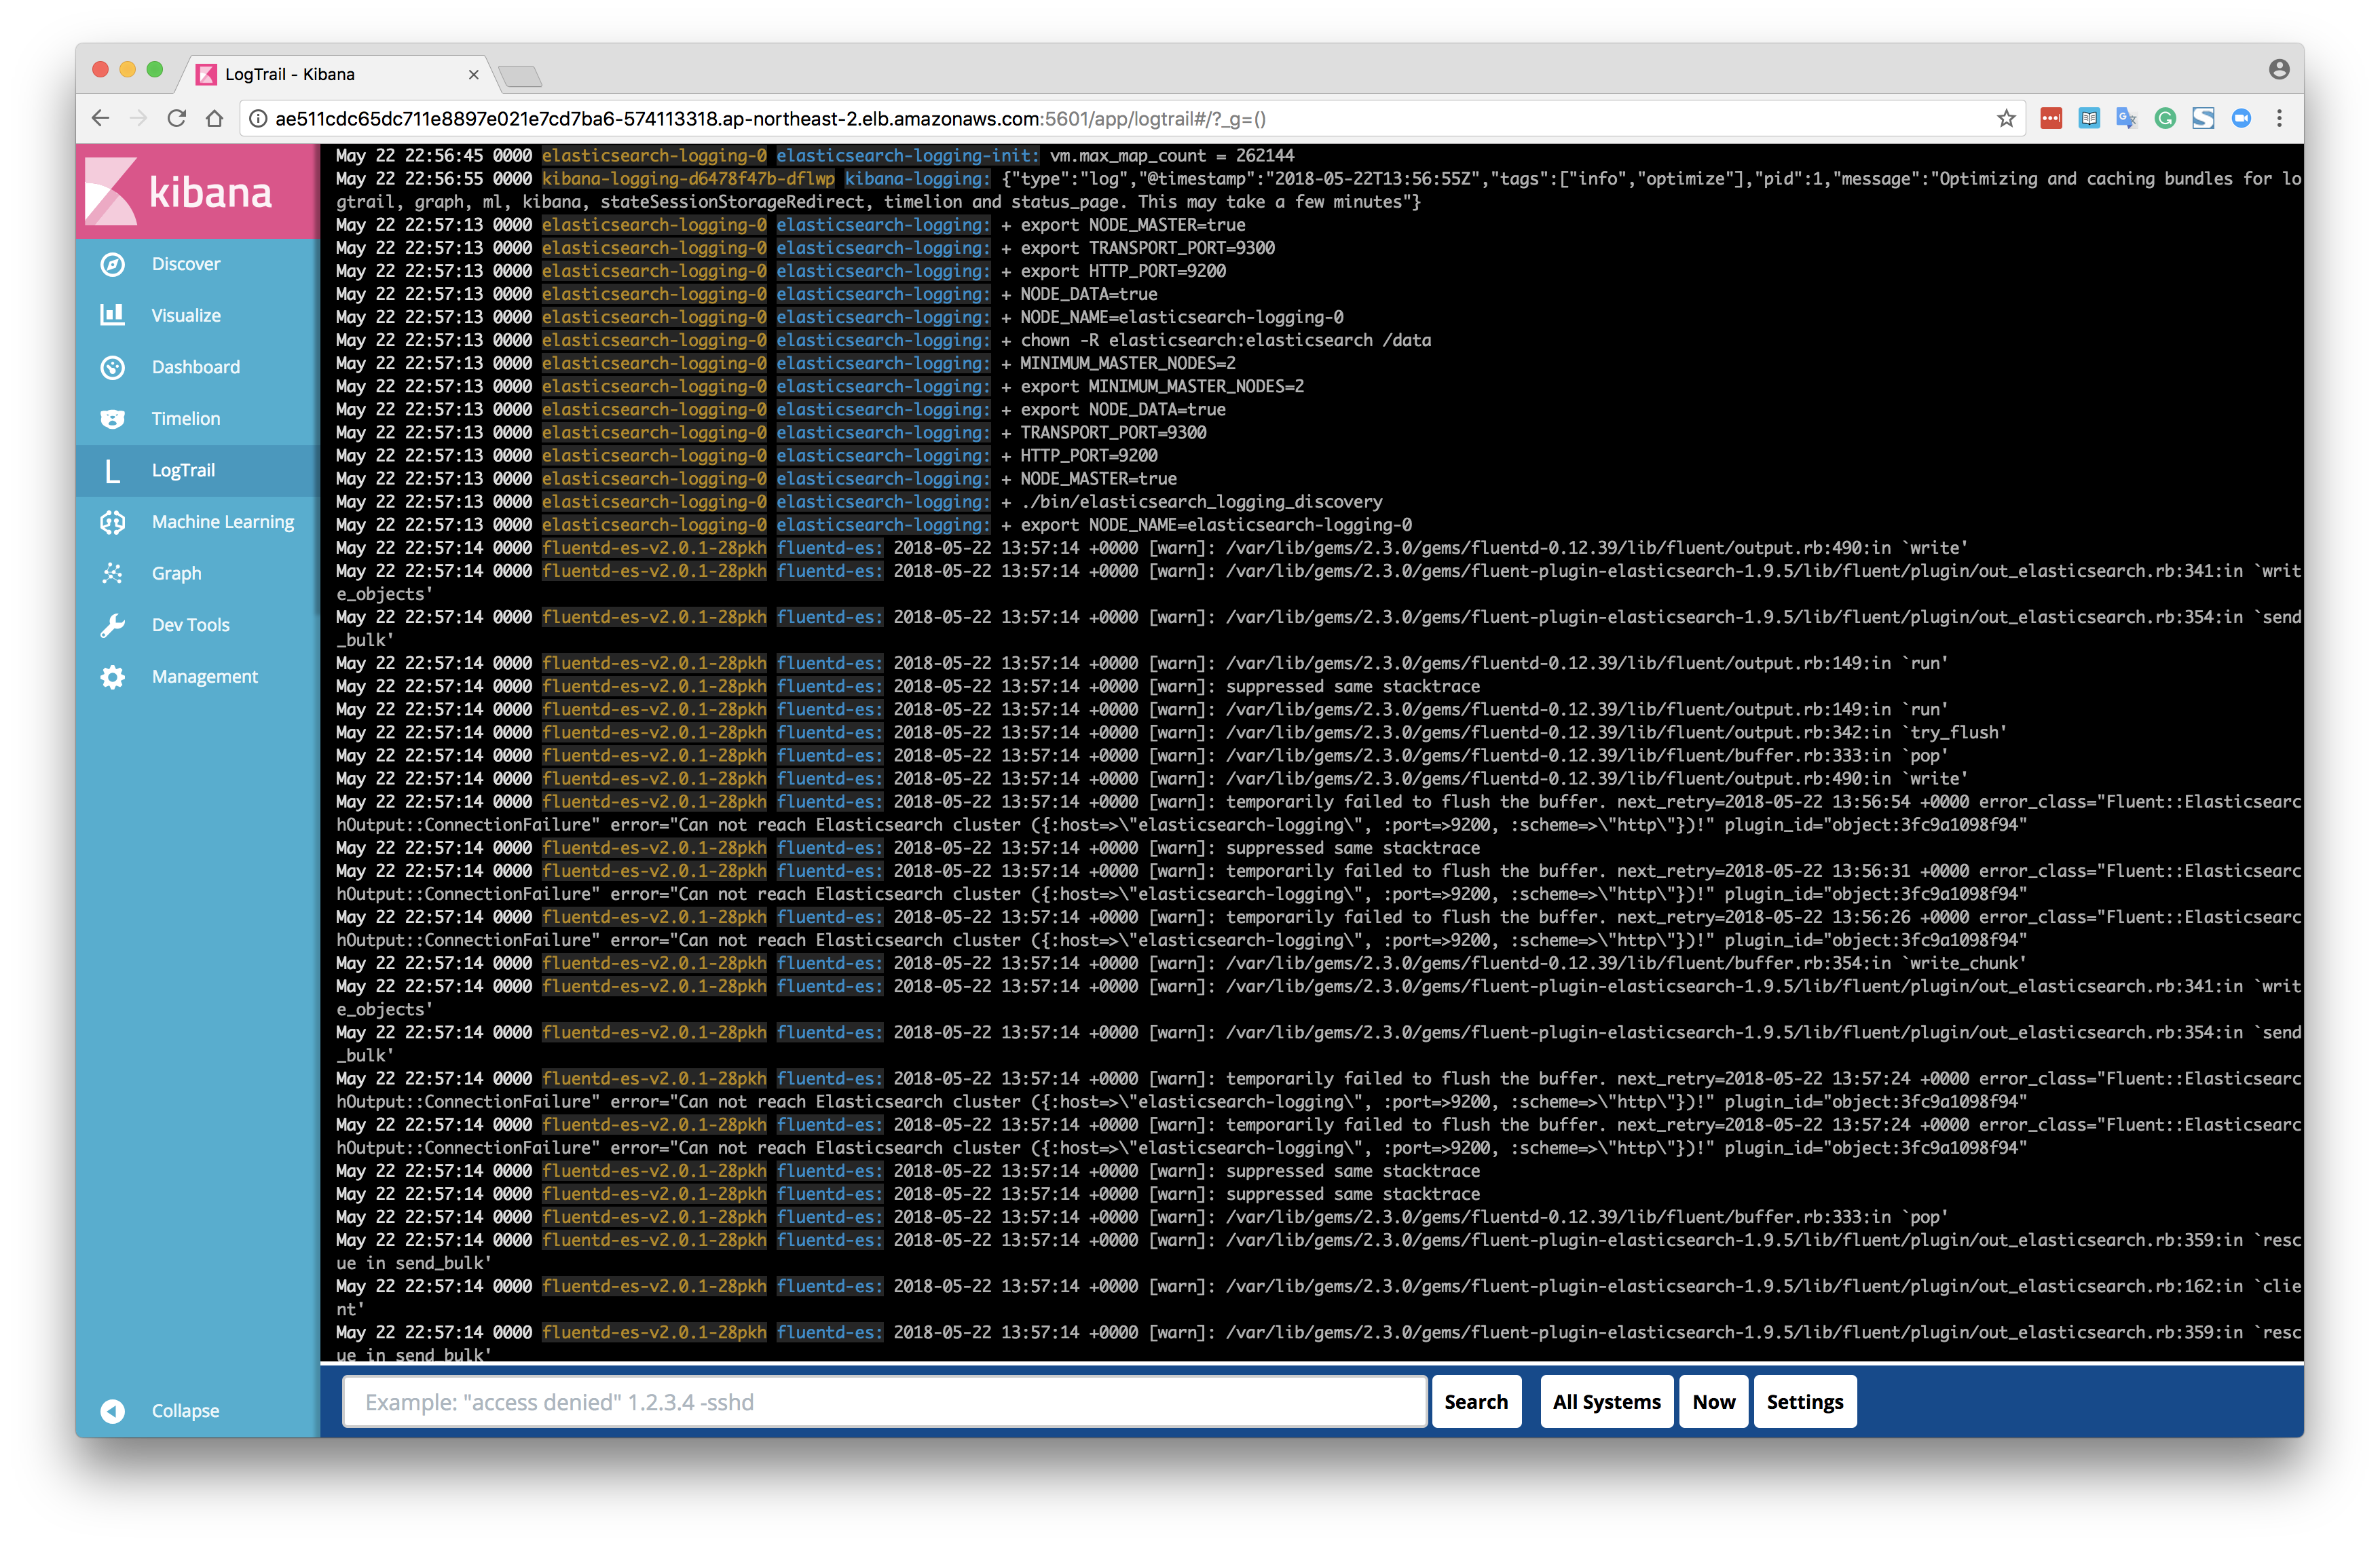 LogTrail - Kibana
ae511cdc65dc711e8897e021e7cd7ba6-574113318.ap-northeast-2.elb.amazonaws.com:5601/app/logtrail#/?_g=()
kibana
Discover
Visualize
Dashboard
Timelion
L LogTrail
Machine Learning
Graph
Dev Tools
Management
Collapse
May 22 22:56:45 0000 elasticsearch-logging-0 elasticsearch-logging-init: vm.max_map_count = 262144
May 22 22:56:55 0000 kibana-logging-d6478f47b-dflwp kibana-logging: {"type":"log","@timestamp":"2018-05-22T13:56:55Z","tags":["info","optimize"],"pid":1,"message":"Optimizing and caching bundles for lo
gtrail, graph, ml, kibana, stateSessionStorageRedirect, timelion and status_page. This may take a few minutes"}
May 22 22:57:13 0000 elasticsearch-logging-0 elasticsearch-logging: + export NODE_MASTER=true
May 22 22:57:13 0000 elasticsearch-logging-0 elasticsearch-logging: + export TRANSPORT_PORT=9300
May 22 22:57:13 0000 elasticsearch-logging-0 elasticsearch-logging: + export HTTP_PORT=9200
May 22 22:57:13 0000 elasticsearch-logging-0 elasticsearch-logging: + NODE_DATA=true
May 22 22:57:13 0000 elasticsearch-logging-0 elasticsearch-logging: + NODE_NAME=elasticsearch-logging-0
May 22 22:57:13 0000 elasticsearch-logging-0 elasticsearch-logging: + chown -R elasticsearch:elasticsearch /data
May 22 22:57:13 0000 elasticsearch-logging-0 elasticsearch-logging: + MINIMUM_MASTER_NODES=2
May 22 22:57:13 0000 elasticsearch-logging-0 elasticsearch-logging: + export MINIMUM_MASTER_NODES=2
May 22 22:57:13 0000 elasticsearch-logging-0 elasticsearch-logging: + export NODE_DATA=true
May 22 22:57:13 0000 elasticsearch-logging-0 elasticsearch-logging: + TRANSPORT_PORT=9300
May 22 22:57:13 0000 elasticsearch-logging-0 elasticsearch-logging: + HTTP_PORT=9200
May 22 22:57:13 0000 elasticsearch-logging-0 elasticsearch-logging: + NODE_MASTER=true
May 22 22:57:13 0000 elasticsearch-logging-0 elasticsearch-logging: + ./bin/elasticsearch_logging_discovery
May 22 22:57:13 0000 elasticsearch-logging-0 elasticsearch-logging: + export NODE_NAME=elasticsearch-logging-0
May 22 22:57:14 0000 fluentd-es-v2.0.1-28pkh fluentd-es: 2018-05-22 13:57:14 +0000 [warn]: /var/lib/gems/2.3.0/gems/fluentd-0.12.39/lib/fluent/output.rb:490:in `write'
May 22 22:57:14 0000 fluentd-es-v2.0.1-28pkh fluentd-es: 2018-05-22 13:57:14 +0000 [warn]: /var/lib/gems/2.3.0/gems/fluent-plugin-elasticsearch-1.9.5/lib/fluent/plugin/out_elasticsearch.rb:341:in `writ
e_objects'
May 22 22:57:14 0000 fluentd-es-v2.0.1-28pkh fluentd-es: 2018-05-22 13:57:14 +0000 [warn]: /var/lib/gems/2.3.0/gems/fluent-plugin-elasticsearch-1.9.5/lib/fluent/plugin/out_elasticsearch.rb:354:in `send
_bulk'
May 22 22:57:14 0000 fluentd-es-v2.0.1-28pkh fluentd-es: 2018-05-22 13:57:14 +0000 [warn]: /var/lib/gems/2.3.0/gems/fluentd-0.12.39/lib/fluent/output.rb:149:in `run'
May 22 22:57:14 0000 fluentd-es-v2.0.1-28pkh fluentd-es: 2018-05-22 13:57:14 +0000 [warn]: suppressed same stacktrace
May 22 22:57:14 0000 fluentd-es-v2.0.1-28pkh fluentd-es: 2018-05-22 13:57:14 +0000 [warn]: /var/lib/gems/2.3.0/gems/fluentd-0.12.39/lib/fluent/output.rb:149:in `run'
May 22 22:57:14 0000 fluentd-es-v2.0.1-28pkh fluentd-es: 2018-05-22 13:57:14 +0000 [warn]: /var/lib/gems/2.3.0/gems/fluentd-0.12.39/lib/fluent/output.rb:342:in `try_flush'
May 22 22:57:14 0000 fluentd-es-v2.0.1-28pkh fluentd-es: 2018-05-22 13:57:14 +0000 [warn]: /var/lib/gems/2.3.0/gems/fluentd-0.12.39/lib/fluent/buffer.rb:333:in `pop'
May 22 22:57:14 0000 fluentd-es-v2.0.1-28pkh fluentd-es: 2018-05-22 13:57:14 +0000 [warn]: /var/lib/gems/2.3.0/gems/fluentd-0.12.39/lib/fluent/output.rb:490:in `write'
May 22 22:57:14 0000 fluentd-es-v2.0.1-28pkh fluentd-es: 2018-05-22 13:57:14 +0000 [warn]: temporarily failed to flush the buffer. next_retry=2018-05-22 13:56:54 +0000 error_class="Fluent::Elasticsearc
hOutput::ConnectionFailure" error="Can not reach Elasticsearch cluster ({:host=>\"elasticsearch-logging\", :port=>9200, :scheme=>\"http\"})!" plugin_id="object:3fc9a1098f94"
May 22 22:57:14 0000 fluentd-es-v2.0.1-28pkh fluentd-es: 2018-05-22 13:57:14 +0000 [warn]: suppressed same stacktrace
May 22 22:57:14 0000 fluentd-es-v2.0.1-28pkh fluentd-es: 2018-05-22 13:57:14 +0000 [warn]: temporarily failed to flush the buffer. next_retry=2018-05-22 13:56:31 +0000 error_class="Fluent::Elasticsearc
hOutput::ConnectionFailure" error="Can not reach Elasticsearch cluster ({:host=>\"elasticsearch-logging\", :port=>9200, :scheme=>\"http\"})!" plugin_id="object:3fc9a1098f94"
May 22 22:57:14 0000 fluentd-es-v2.0.1-28pkh fluentd-es: 2018-05-22 13:57:14 +0000 [warn]: temporarily failed to flush the buffer. next_retry=2018-05-22 13:56:26 +0000 error_class="Fluent::Elasticsearc
hOutput::ConnectionFailure" error="Can not reach Elasticsearch cluster ({:host=>\"elasticsearch-logging\", :port=>9200, :scheme=>\"http\"})!" plugin_id="object:3fc9a1098f94"
May 22 22:57:14 0000 fluentd-es-v2.0.1-28pkh fluentd-es: 2018-05-22 13:57:14 +0000 [warn]: /var/lib/gems/2.3.0/gems/fluentd-0.12.39/lib/fluent/buffer.rb:354:in `write_chunk'
May 22 22:57:14 0000 fluentd-es-v2.0.1-28pkh fluentd-es: 2018-05-22 13:57:14 +0000 [warn]: /var/lib/gems/2.3.0/gems/fluent-plugin-elasticsearch-1.9.5/lib/fluent/plugin/out_elasticsearch.rb:341:in `writ
e_objects'
May 22 22:57:14 0000 fluentd-es-v2.0.1-28pkh fluentd-es: 2018-05-22 13:57:14 +0000 [warn]: /var/lib/gems/2.3.0/gems/fluent-plugin-elasticsearch-1.9.5/lib/fluent/plugin/out_elasticsearch.rb:354:in `send
_bulk'
May 22 22:57:14 0000 fluentd-es-v2.0.1-28pkh fluentd-es: 2018-05-22 13:57:14 +0000 [warn]: temporarily failed to flush the buffer. next_retry=2018-05-22 13:57:24 +0000 error_class="Fluent::Elasticsearc
hOutput::ConnectionFailure" error="Can not reach Elasticsearch cluster ({:host=>\"elasticsearch-logging\", :port=>9200, :scheme=>\"http\"})!" plugin_id="object:3fc9a1098f94"
May 22 22:57:14 0000 fluentd-es-v2.0.1-28pkh fluentd-es: 2018-05-22 13:57:14 +0000 [warn]: temporarily failed to flush the buffer. next_retry=2018-05-22 13:57:24 +0000 error_class="Fluent::Elasticsearc
hOutput::ConnectionFailure" error="Can not reach Elasticsearch cluster ({:host=>\"elasticsearch-logging\", :port=>9200, :scheme=>\"http\"})!" plugin_id="object:3fc9a1098f94"
May 22 22:57:14 0000 fluentd-es-v2.0.1-28pkh fluentd-es: 2018-05-22 13:57:14 +0000 [warn]: suppressed same stacktrace
May 22 22:57:14 0000 fluentd-es-v2.0.1-28pkh fluentd-es: 2018-05-22 13:57:14 +0000 [warn]: suppressed same stacktrace
May 22 22:57:14 0000 fluentd-es-v2.0.1-28pkh fluentd-es: 2018-05-22 13:57:14 +0000 [warn]: /var/lib/gems/2.3.0/gems/fluentd-0.12.39/lib/fluent/buffer.rb:333:in `pop'
May 22 22:57:14 0000 fluentd-es-v2.0.1-28pkh fluentd-es: 2018-05-22 13:57:14 +0000 [warn]: /var/lib/gems/2.3.0/gems/fluent-plugin-elasticsearch-1.9.5/lib/fluent/plugin/out_elasticsearch.rb:359:in `resc
ue in send_bulk'
May 22 22:57:14 0000 fluentd-es-v2.0.1-28pkh fluentd-es: 2018-05-22 13:57:14 +0000 [warn]: /var/lib/gems/2.3.0/gems/fluent-plugin-elasticsearch-1.9.5/lib/fluent/plugin/out_elasticsearch.rb:162:in `clie
nt'
May 22 22:57:14 0000 fluentd-es-v2.0.1-28pkh fluentd-es: 2018-05-22 13:57:14 +0000 [warn]: /var/lib/gems/2.3.0/gems/fluent-plugin-elasticsearch-1.9.5/lib/fluent/plugin/out_elasticsearch.rb:359:in `resc
ue in send_bulk'
Example: "access denied" 1.2.3.4 -sshd
Search
All Systems
Now
Settings